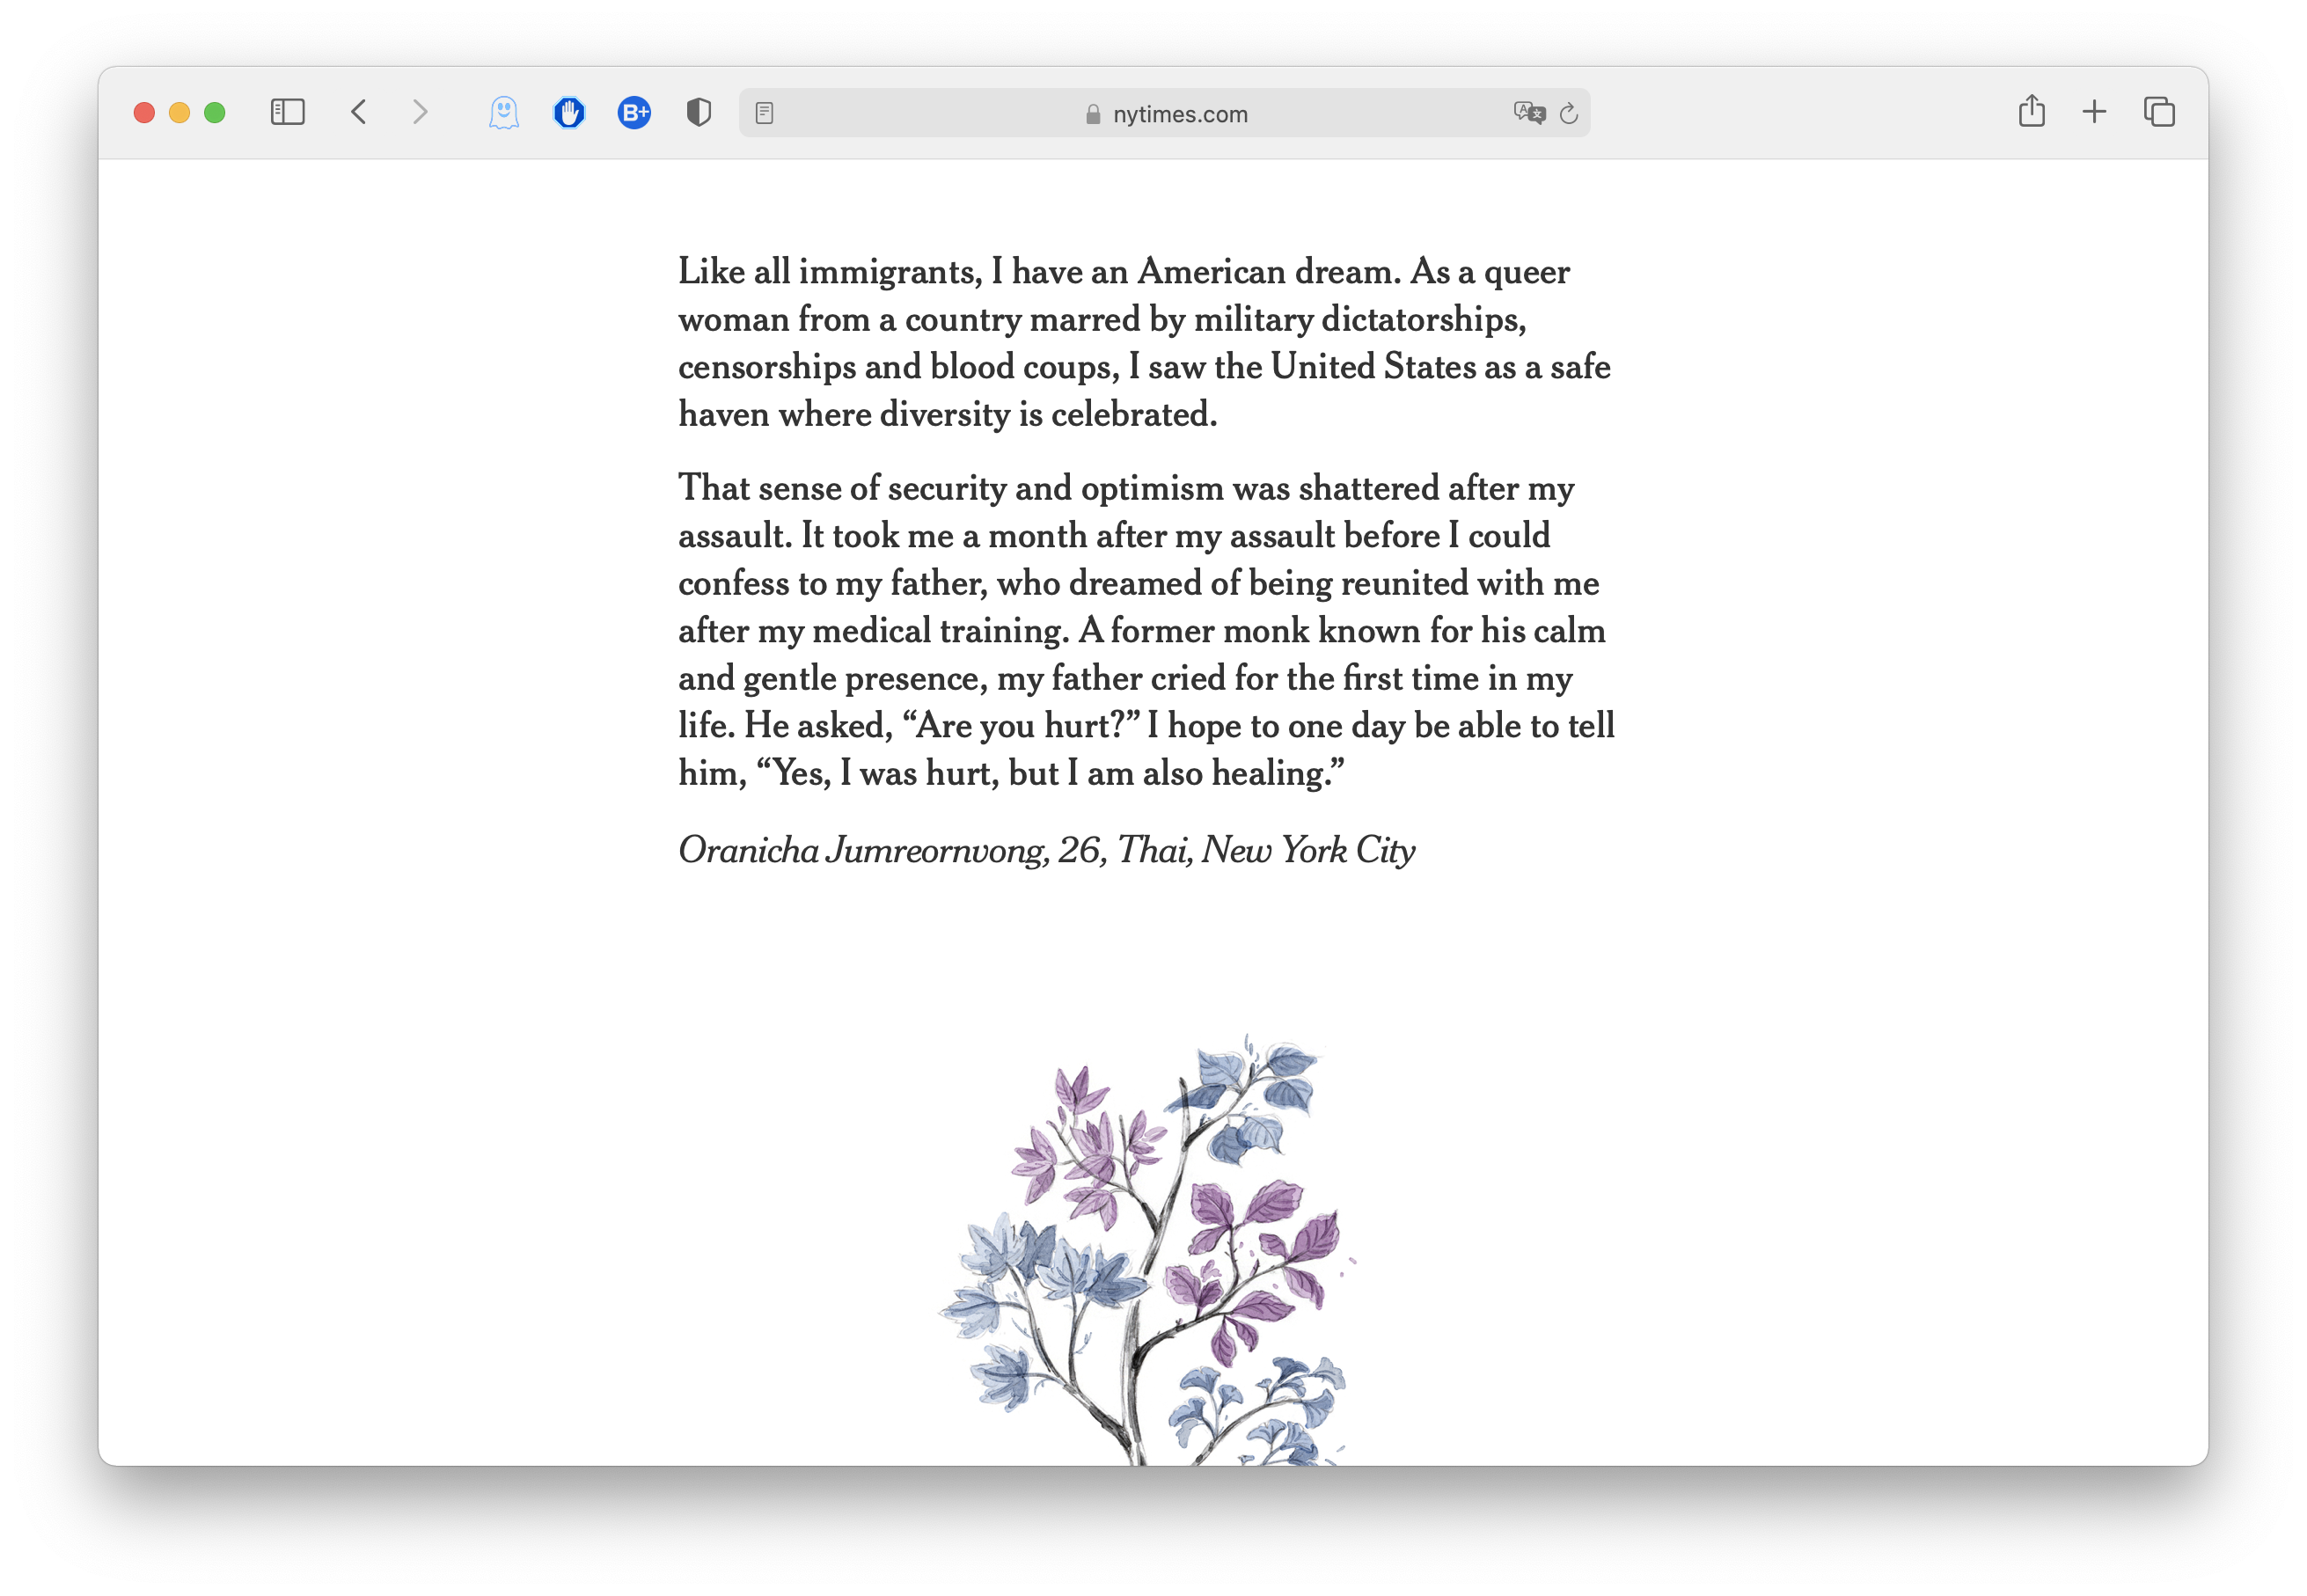 B+
nytimes.com
Like all immigrants, I have an American dream. As a queer
woman from a country marred by military dictatorships,
censorships and blood coups, I saw the United States as a safe
haven where diversity is celebrated.
That sense of security and optimism was shattered after my
assault. It took me a month after my assault before I could
confess to my father, who dreamed of being reunited with me
after my medical training. A former monk known for his calm
and gentle presence, my father cried for the first time in my
life. He asked, “Are you hurt?” I hope to one day be able to tell
him, “Yes, I was hurt, but I am also healing.”
Oranicha Jumreornvong, 26, Thai, New York City